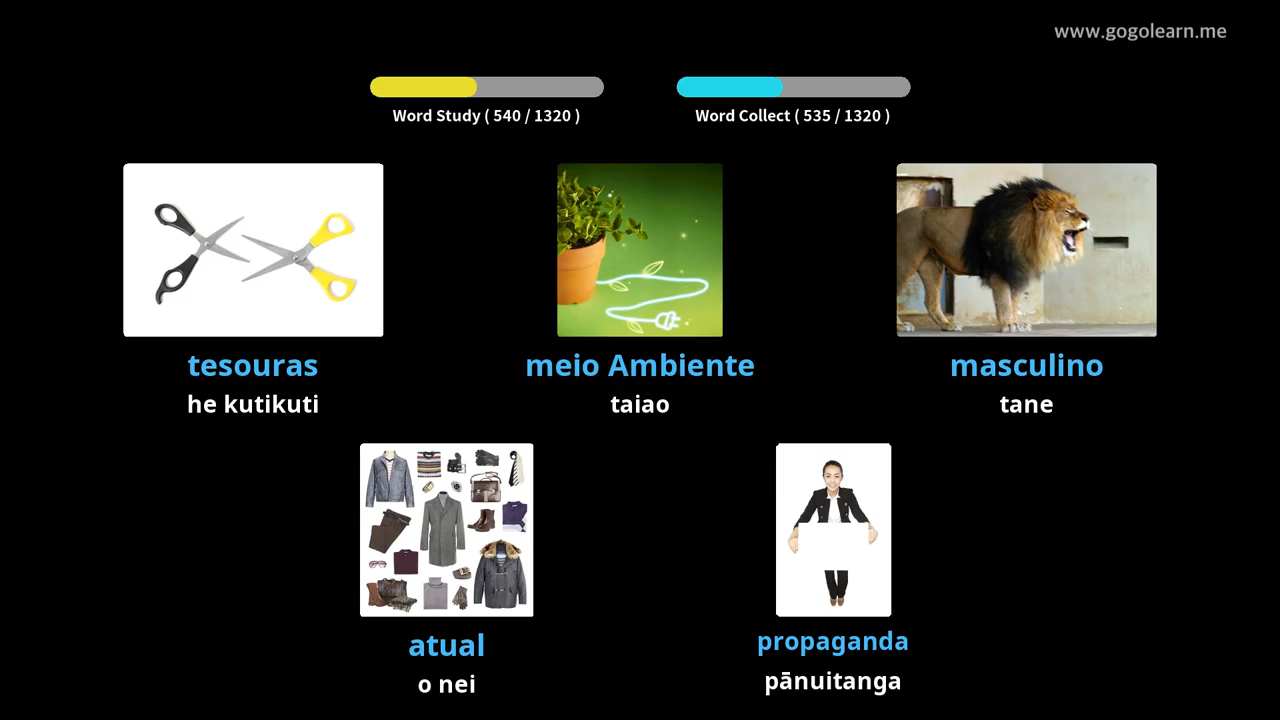 www.gogolearn.me
Word Study ( 540 / 1320 )
Word Collect ( 535 / 1320 )
tesouras
he kutikuti
meio Ambiente
taiao
masculino
tane
atual
o nei
propaganda
pānuitanga